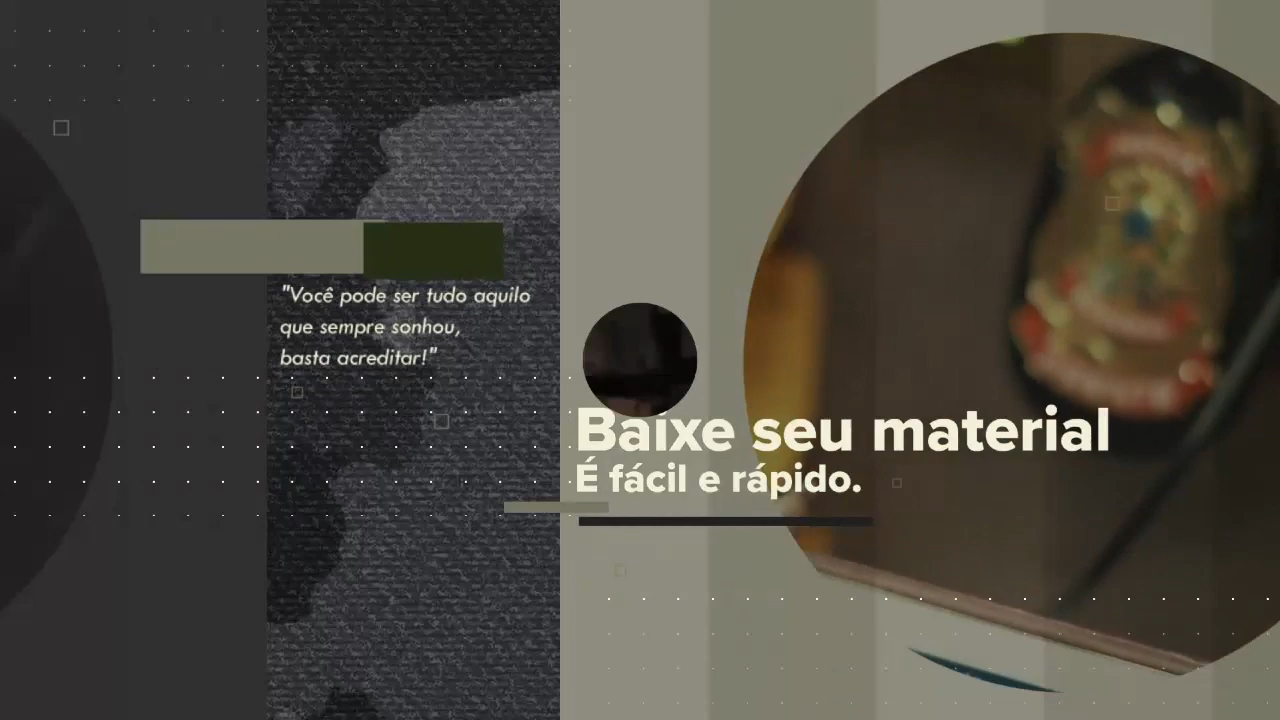 "Você pode ser tudo aquilo
que sempre sonhou,
basta acreditar!"
Baixe seu material
É fácil e rápido.